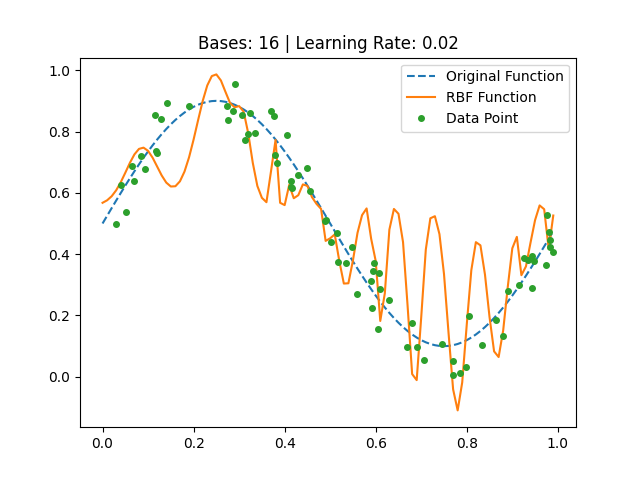 Bases: 16 | Learning Rate: 0.02
1.0
0.8
0.6
0.4
0.2
0.0
Original Function
RBF Function
Data Point
0.0 0.2 0.4 0.6 0.8 1.0